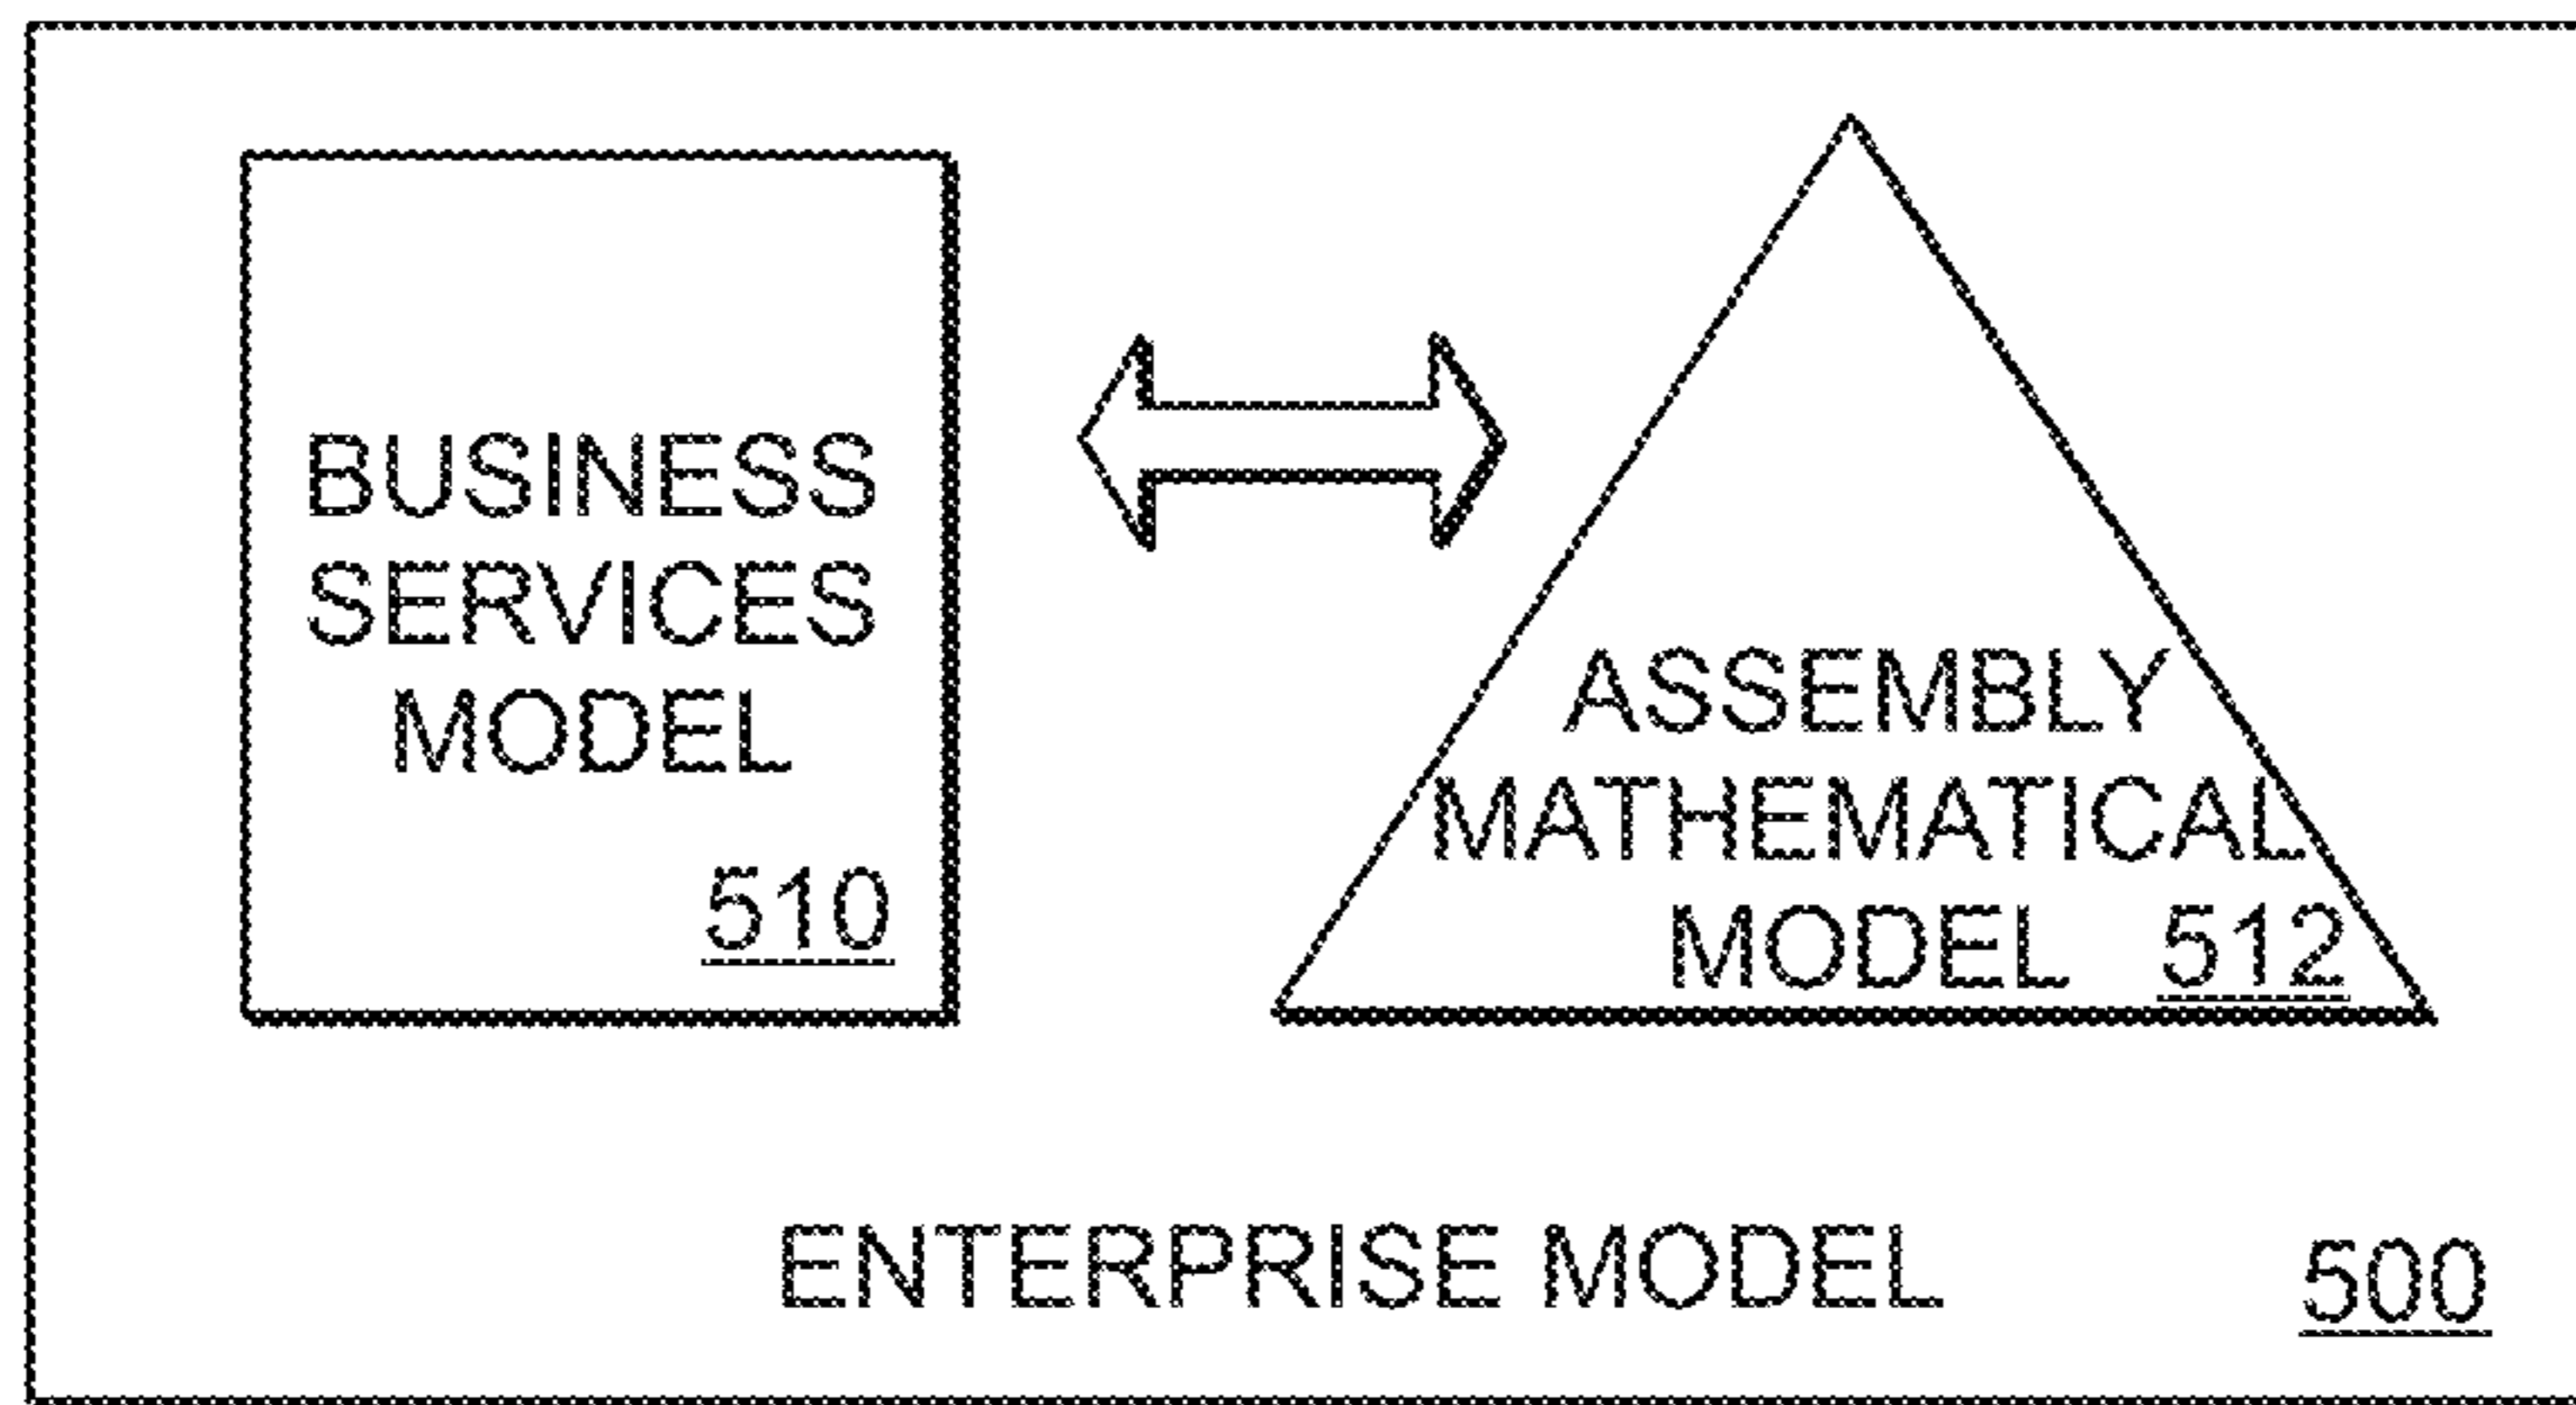 BUSINESS
SERVICES
MODEL
510
ASSEMBLY
MATHEMATICAL
MODEL 512
ENTERPRISE MODEL 500